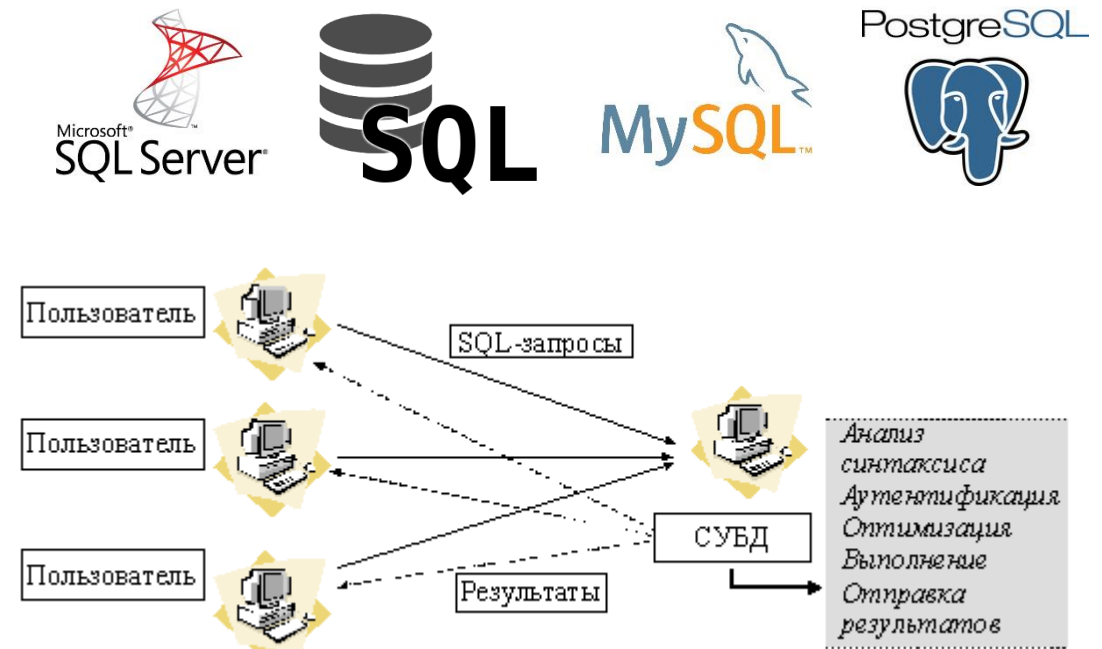 Microsoft®
SQL Server®
SQL
MySQL™
PostgreSQL
Пользователь
SQL-запросы
Пользователь
Пользователь
СУБД
Результаты
Анализ
синтаксиса
Аутентификация
Оптимизация
Выполнение
Отправка
результатов